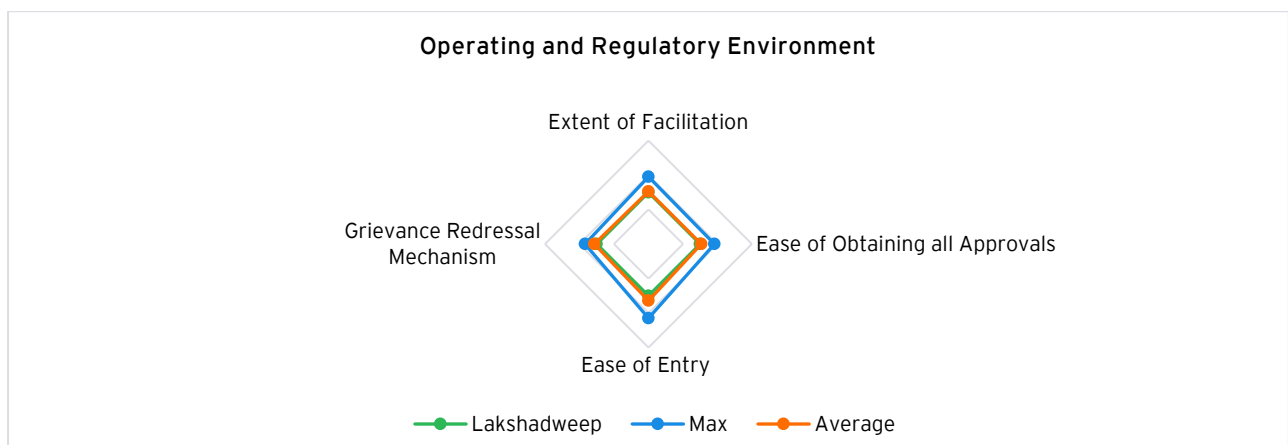 Operating and Regulatory Environment
Extent of Facilitation
Grievance Redressal
Mechanism
Ease of Obtaining all Approvals
Ease of Entry
Lakshadweep Max Average